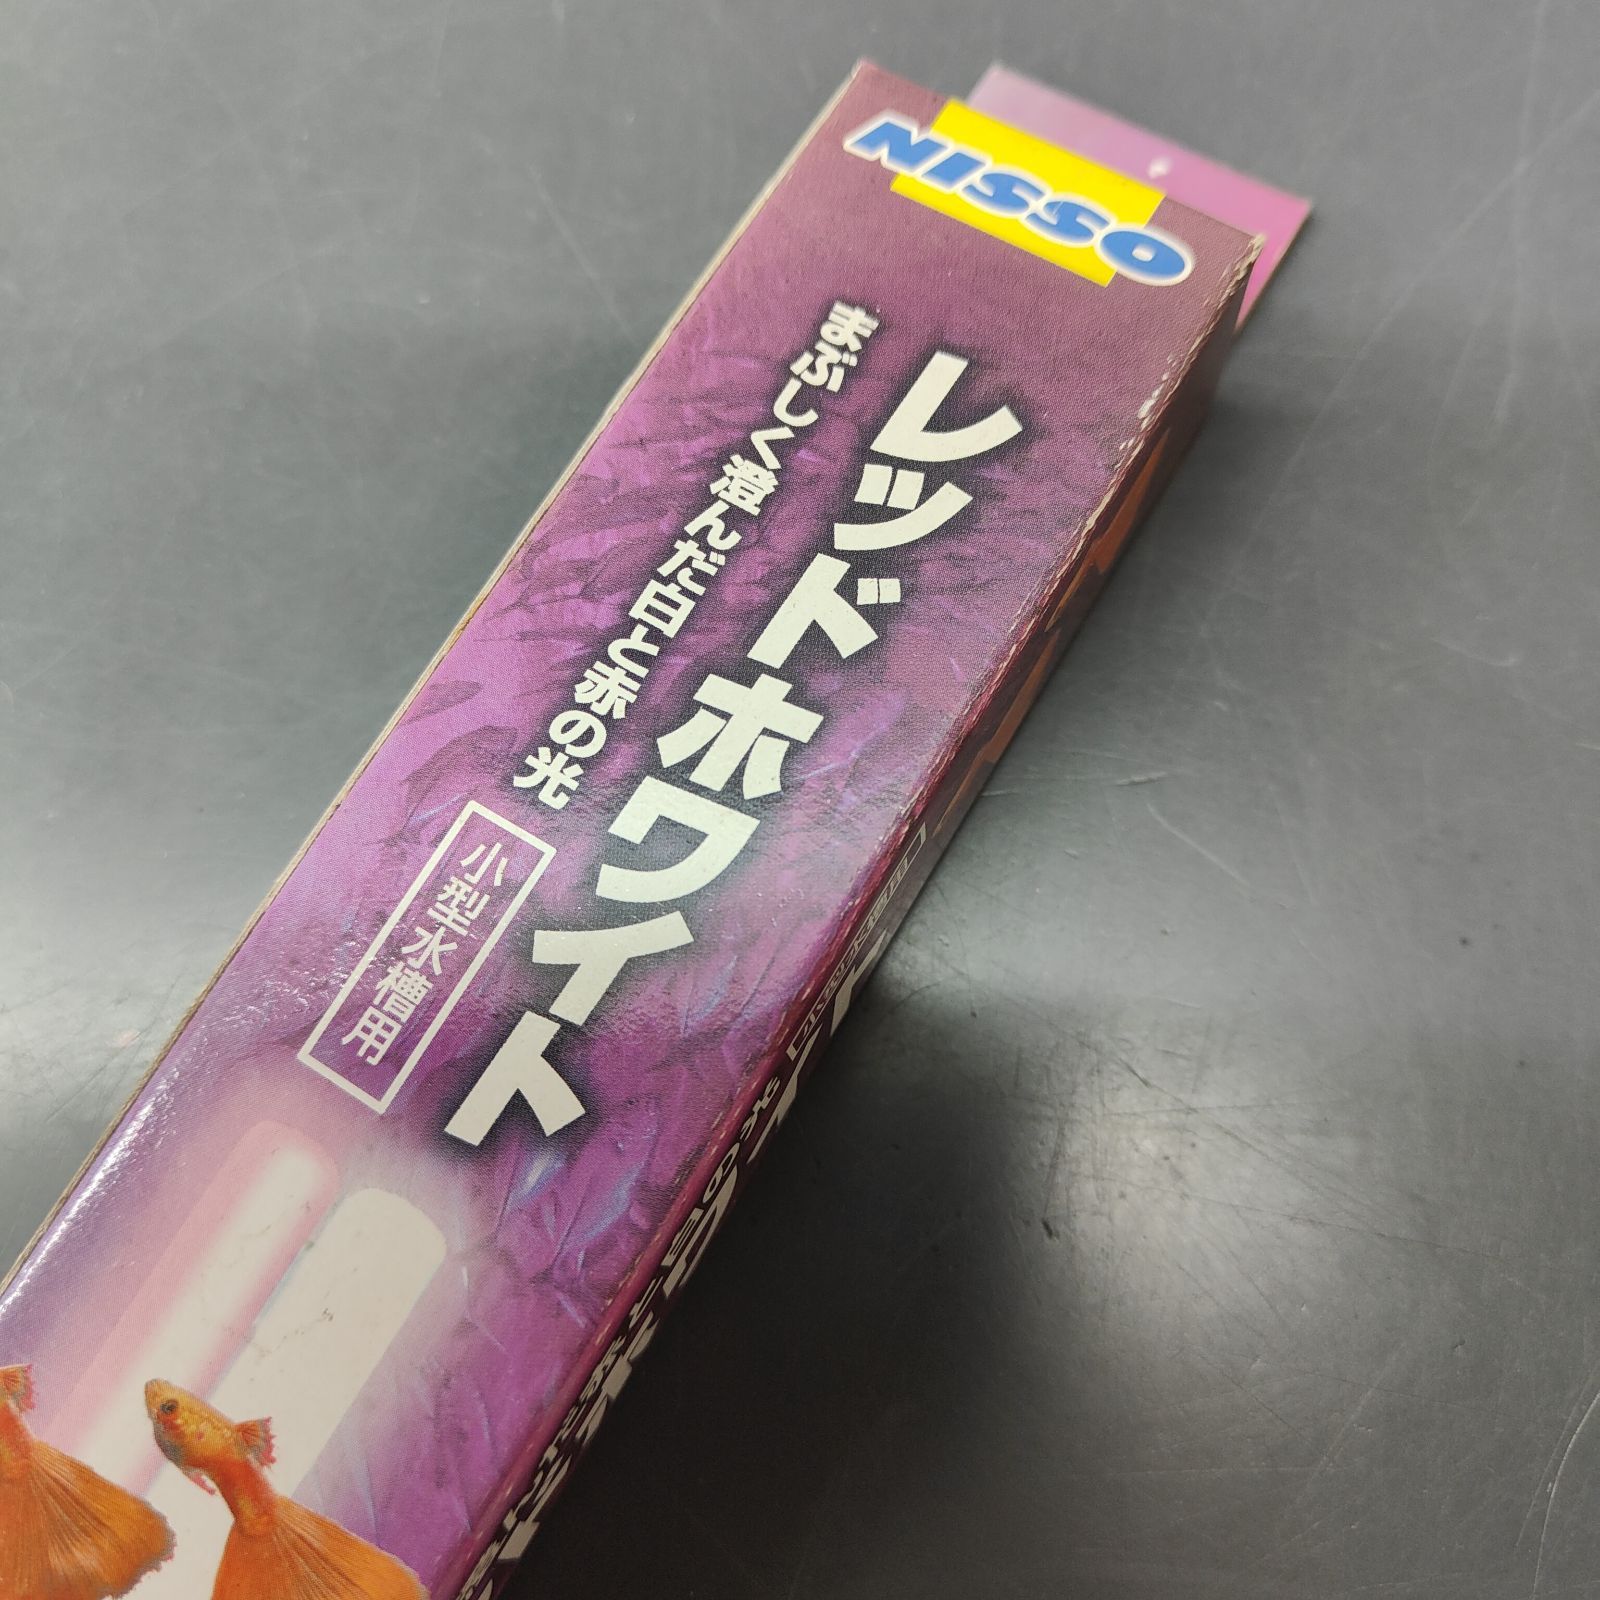 NISSO
レッドホワイト
まぶしく澄んだ白と赤の光
小型水槽用